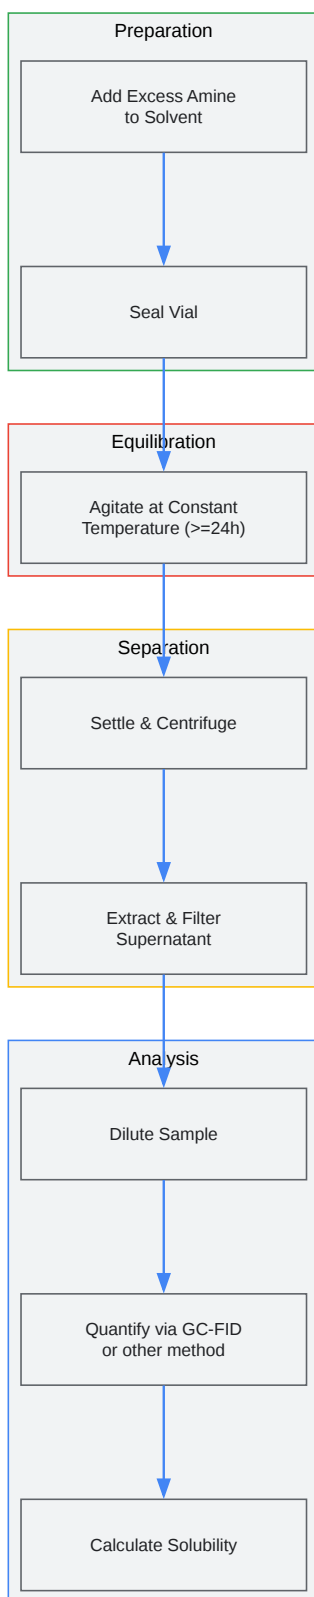 Preparation
Add Excess Amine
to Solvent
Seal Vial
Equilibration
Agitate at Constant
Temperature (>=24h)
Separation
Settle & Centrifuge
Extract & Filter
Supernatant
Analysis
Dilute Sample
Quantify via GC-FID
or other method
Calculate Solubility